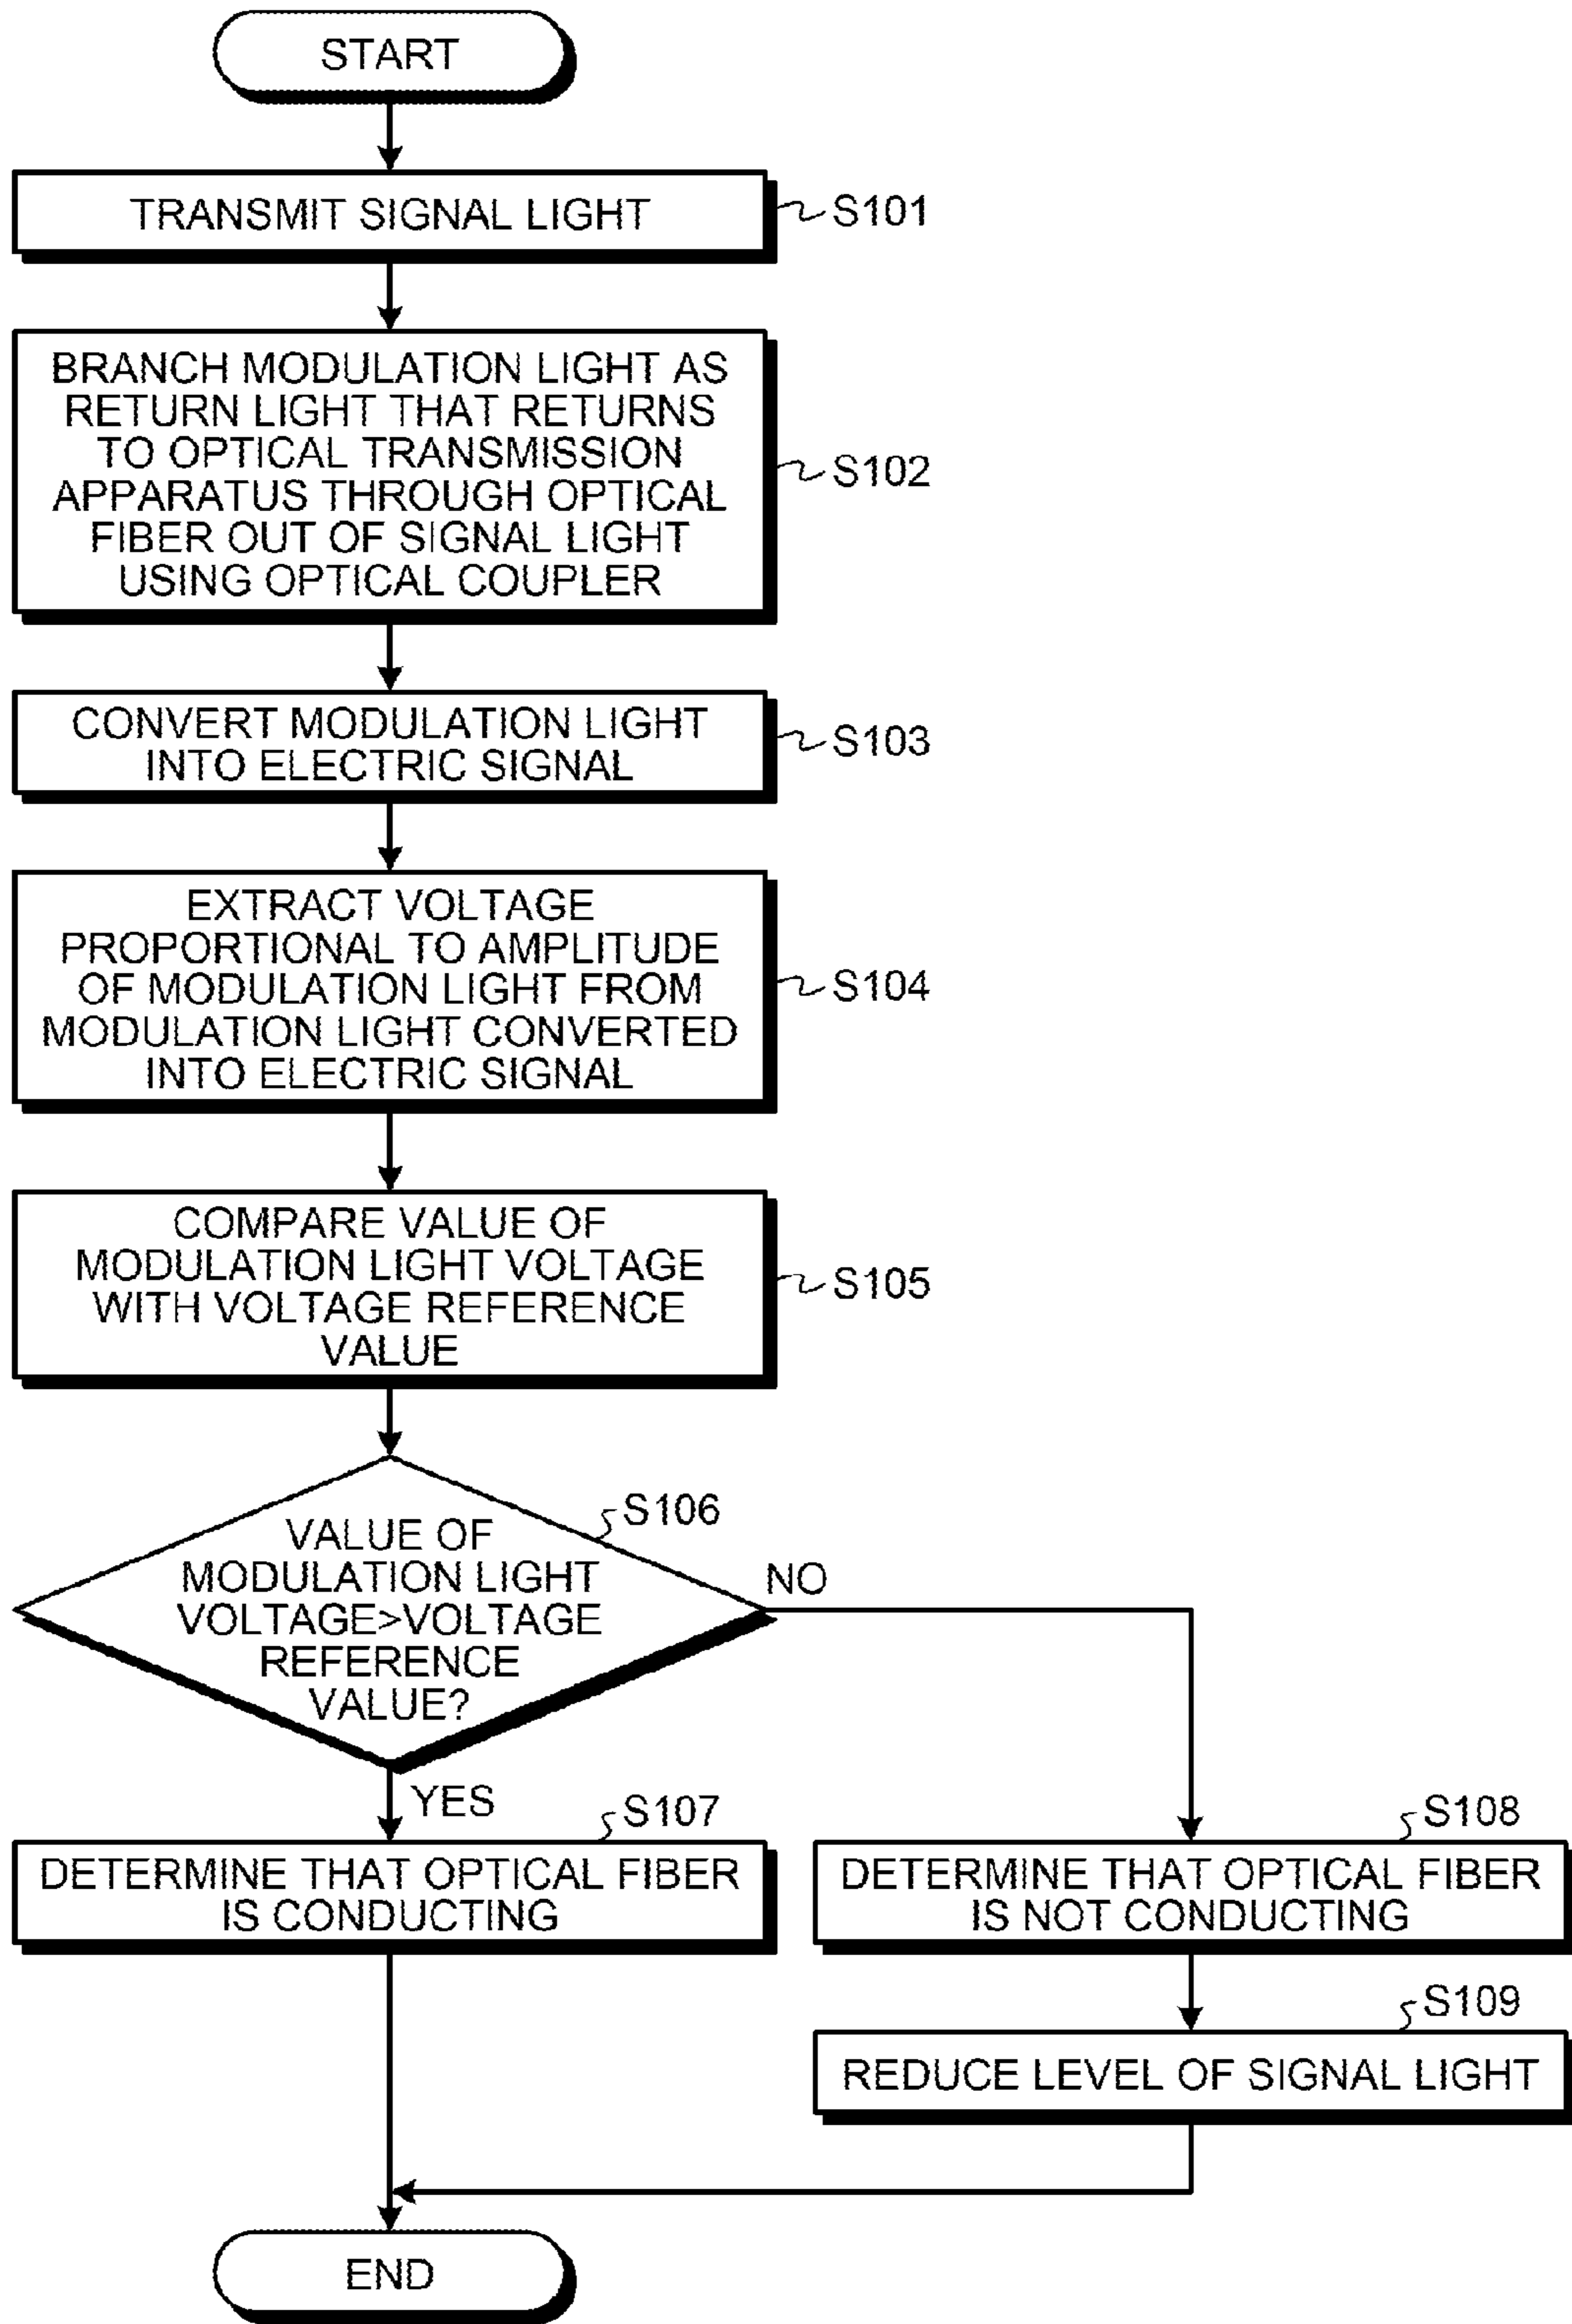 START
TRANSMIT SIGNAL LIGHT
S101
BRANCH MODULATION LIGHT AS
RETURN LIGHT THAT RETURNS
TO OPTICAL TRANSMISSION
APPARATUS THROUGH OPTICAL
FIBER OUT OF SIGNAL LIGHT
USING OPTICAL COUPLER
S102
CONVERT MODULATION LIGHT
INTO ELECTRIC SIGNAL
S103
EXTRACT VOLTAGE
PROPORTIONAL TO AMPLITUDE
OF MODULATION LIGHT FROM
MODULATION LIGHT CONVERTED
INTO ELECTRIC SIGNAL
S104
COMPARE VALUE OF
MODULATION LIGHT VOLTAGE
WITH VOLTAGE REFERENCE
VALUE
S105
S106
VALUE OF
MODULATION LIGHT
VOLTAGE>VOLTAGE
REFERENCE
VALUE?
NO
YES
S107
DETERMINE THAT OPTICAL FIBER
IS CONDUCTING
S108
DETERMINE THAT OPTICAL FIBER
IS NOT CONDUCTING
S109
REDUCE LEVEL OF SIGNAL LIGHT
END